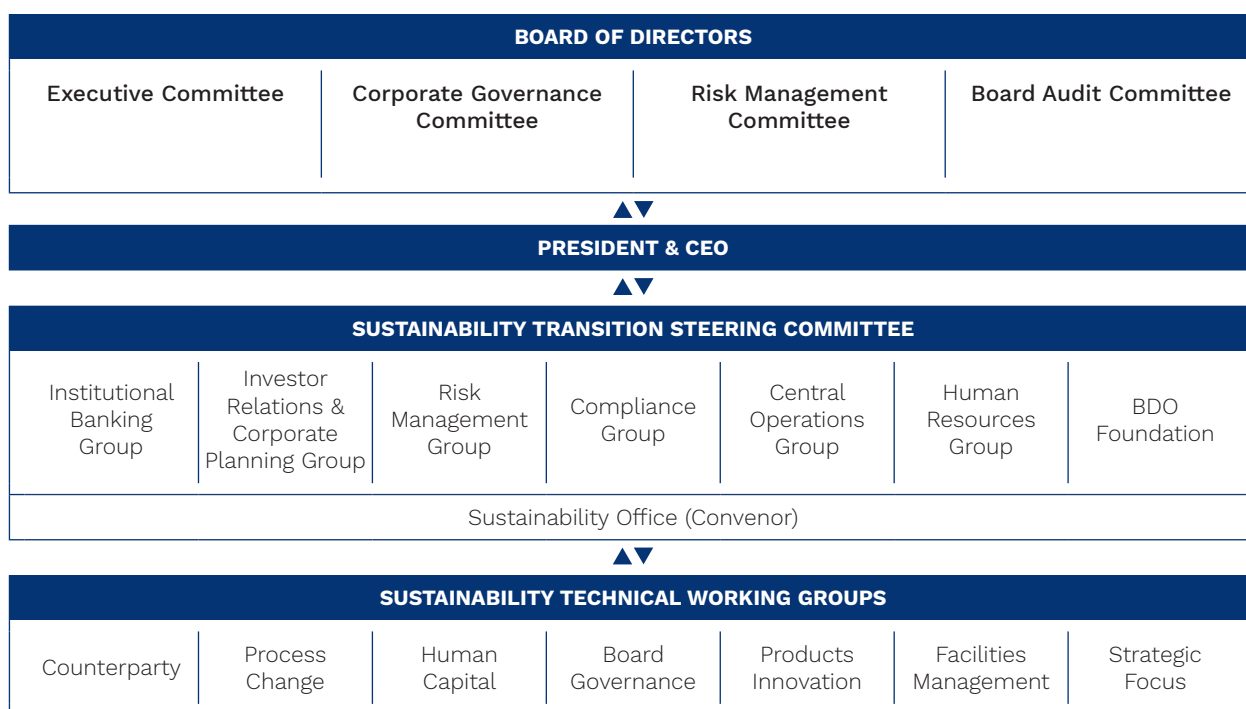 BOARD OF DIRECTORS
Executive Committee
Corporate Governance
Committee
Risk Management
Committee
Board Audit Committee
PRESIDENT & CEO
SUSTAINABILITY TRANSITION STEERING COMMITTEE
Institutional
Banking
Group
Investor
Relations &
Corporate
Planning Group
Risk
Management
Group
Compliance
Group
Central
Operations
Group
Human
Resources
Group
BDO
Foundation
Sustainability Office (Convenor)
SUSTAINABILITY TECHNICAL WORKING GROUPS
Counterparty
Process
Change
Human
Capital
Board
Governance
Products
Innovation
Facilities
Management
Strategic
Focus